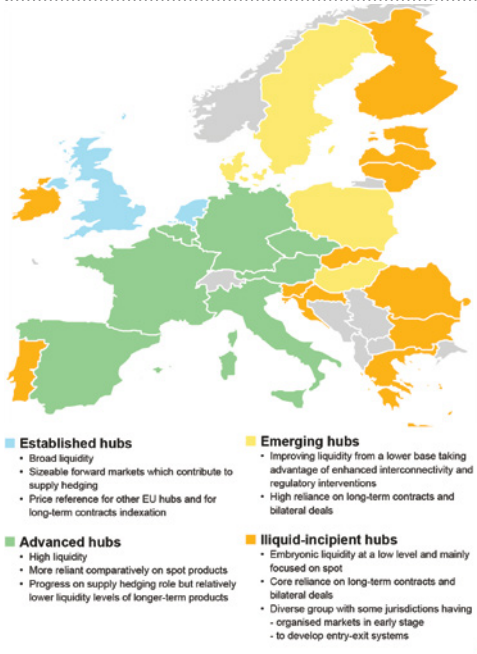 Established hubs
• Broad liquidity
• Sizeable forward markets which contribute to
supply hedging
• Price reference for other EU hubs and for
long-term contracts indexation
Advanced hubs
• High liquidity
• More reliant comparatively on spot products
• Progress on supply hedging role but relatively
lower liquidity levels of longer-term products
Emerging hubs
• Improving liquidity from a lower base taking
advantage of enhanced interconnectivity and
regulatory interventions
• High reliance on long-term contracts and
bilateral deals
Iliquid-incipient hubs
• Embryonic liquidity at a low level and mainly
focused on spot
• Core reliance on long-term contracts and
bilateral deals
• Diverse group with some jurisdictions having
- organised markets in early stage
- to develop entry-exit systems